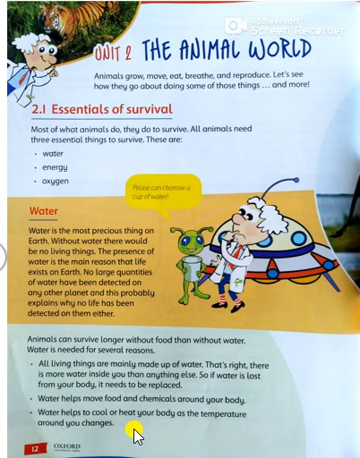 Apowersoft
Screen Recorder
UNIT 2 THE ANIMAL WORLD
Animals grow, move, eat, breathe, and reproduce. Let's see
how they go about doing some of those things ... and more!
2.1 Essentials of survival
Most of what animals do, they do to survive. All animals need
three essential things to survive. These are:
• water
• energy
• oxygen
Please can I borrow a
cup of water?
Water
Water is the most precious thing on
Earth. Without water there would
be no living things. The presence of
water is the main reason that life
exists on Earth. No large quantities
of water have been detected on
any other planet and this probably
explains why no life has been
detected on them either.
Animals can survive longer without food than without water.
Water is needed for several reasons.
• All living things are mainly made up of water. That's right, there
is more water inside you than anything else. So if water is lost
from your body, it needs to be replaced.
• Water helps move food and chemicals around your body.
• Water helps to cool or heat your body as the temperature
around you changes.
12 OXFORD